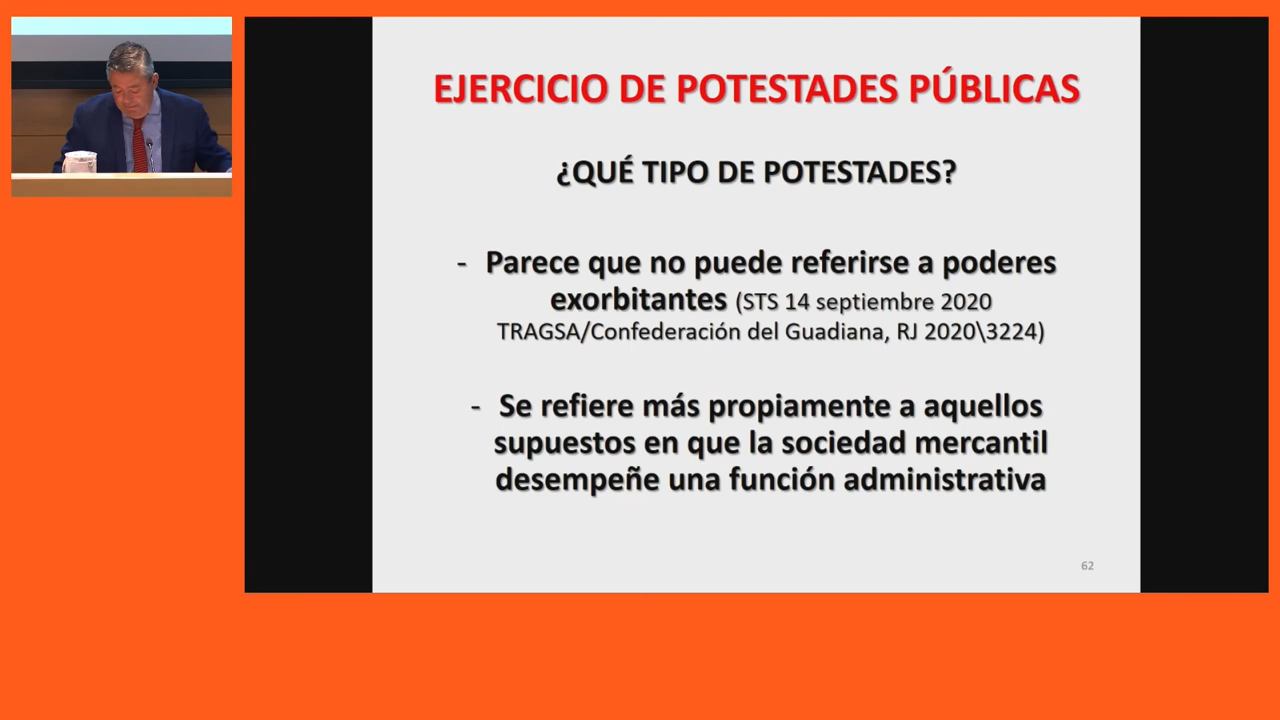 EJERCICIO DE POTESTADES PÚBLICAS
¿QUÉ TIPO DE POTESTADES?
- Parece que no puede referirse a poderes
exorbitantes (STS 14 septiembre 2020
TRAGSA/Confederación del Guadiana, RJ 2020\3224)
- Se refiere más propiamente a aquellos
supuestos en que la sociedad mercantil
desempeñe una función administrativa
62